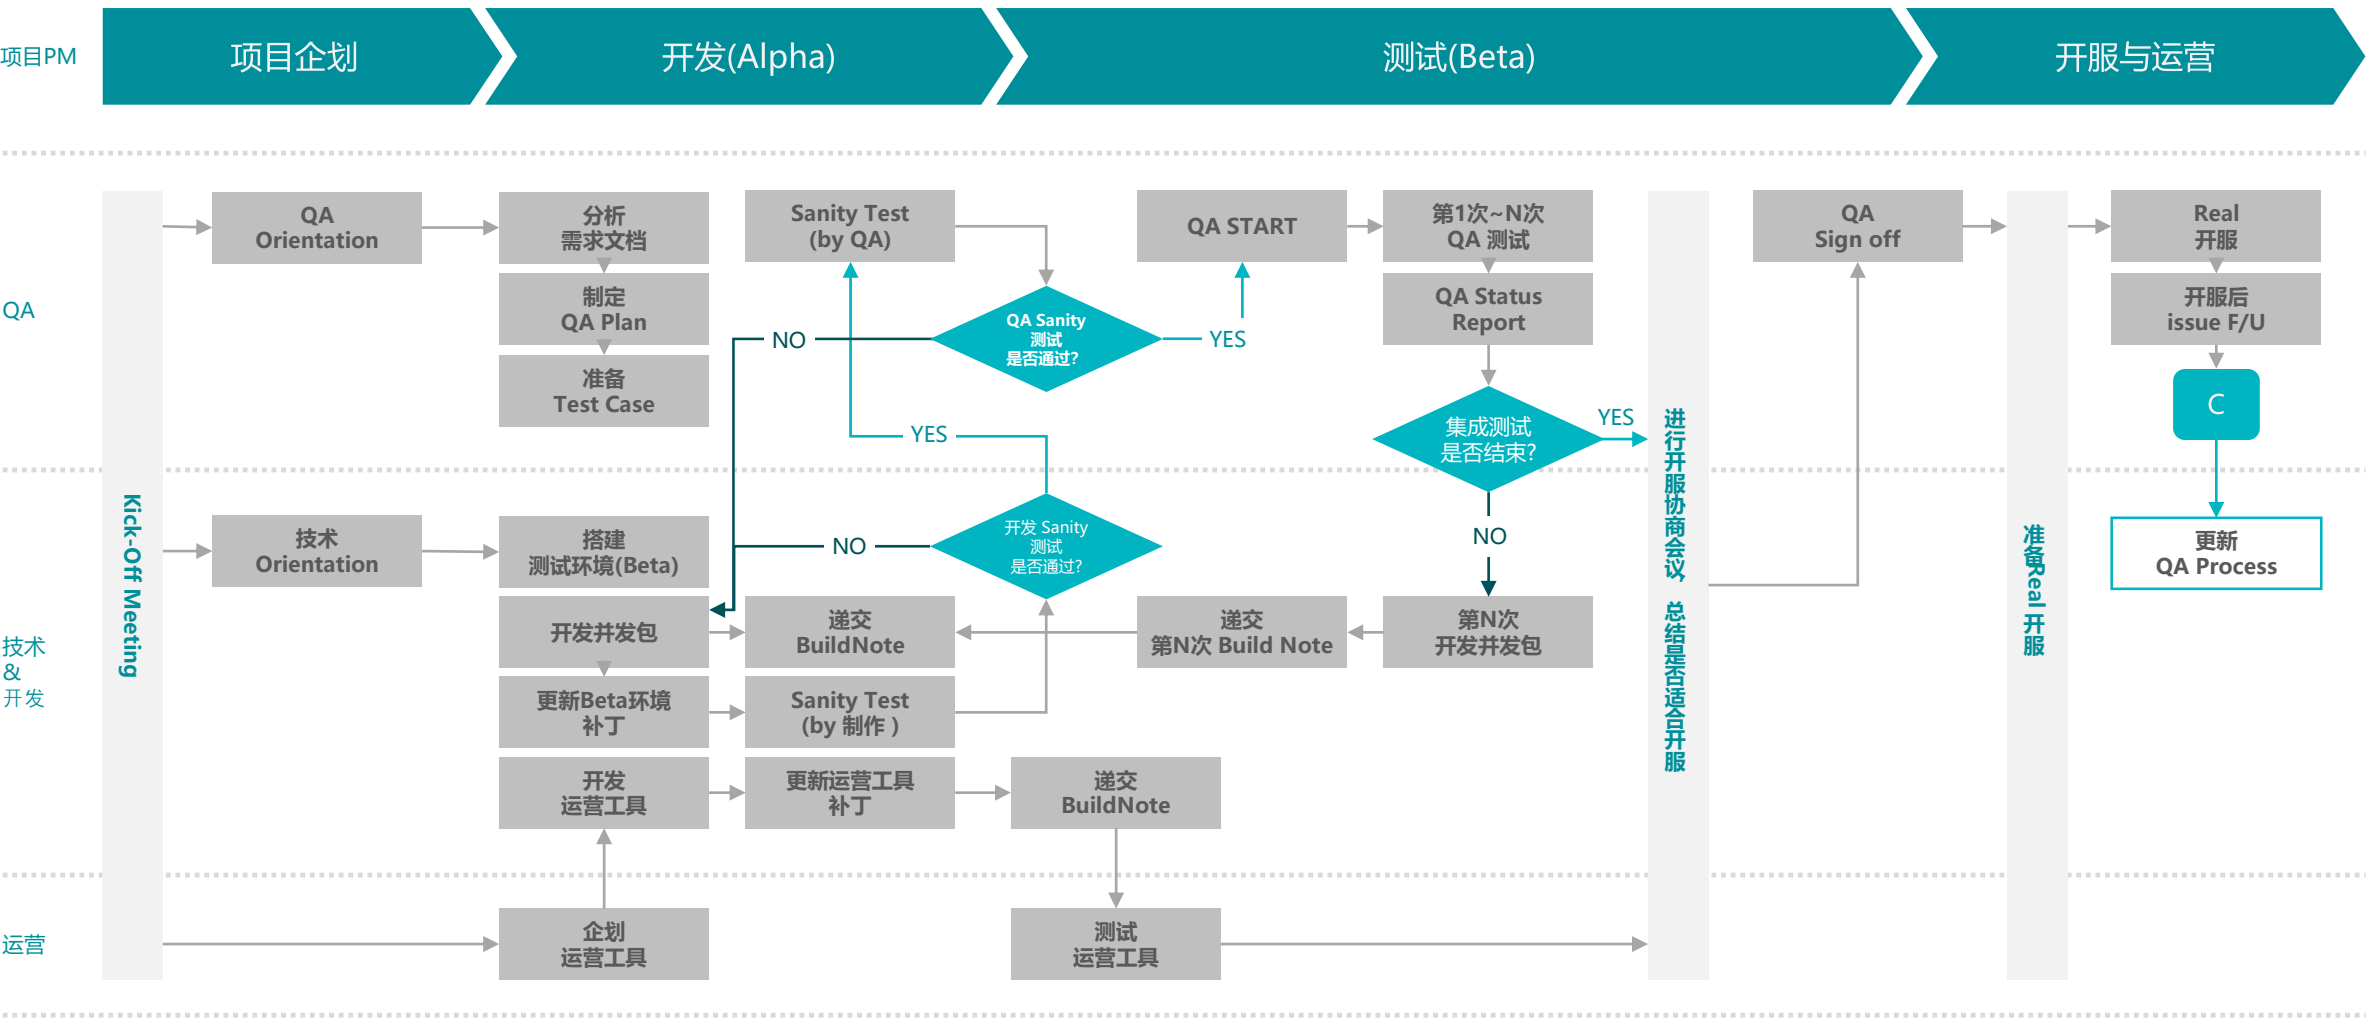 项目PM
项目企划
开发(Alpha)
测试(Beta)
开服与运营
QA
Kick-Off Meeting
QA
Orientation
分析
需求文档
制定
QA Plan
准备
Test Case
Sanity Test
(by QA)
QA Sanity
测试
是否通过?
NO
YES
YES
QA START
第1次~N次
QA 测试
QA Status
Report
集成测试
是否结束?
YES
NO
进行开服协商会议,总结是否适合开服
QA
Sign off
准备Real 开服
Real
开服
开服后
issue F/U
C
更新
QA Process
技术
&
开发
技术
Orientation
搭建
测试环境(Beta)
NO
开发 Sanity
测试
是否通过?
开发并发包
递交
BuildNote
递交
第N次 Build Note
第N次
开发并发包
更新Beta环境
补丁
Sanity Test
(by 制作 )
开发
运营工具
更新运营工具
补丁
递交
BuildNote
运营
企划
运营工具
测试
运营工具